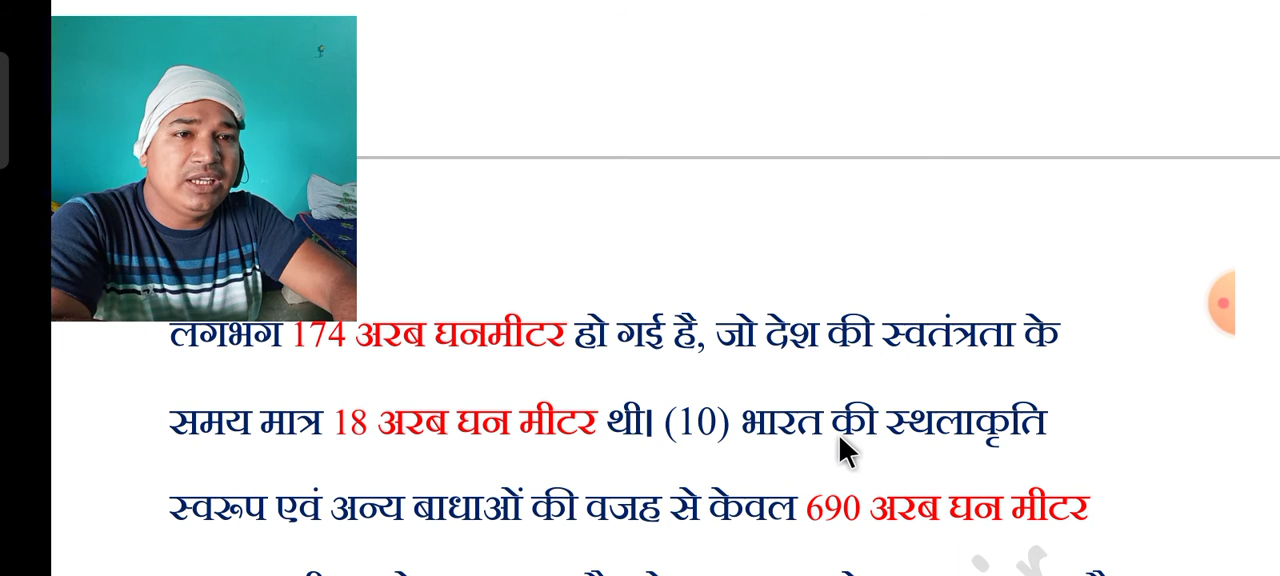 लगभग 174 अरब घनमीटर हो गई है, जो देश की स्वतंत्रता के
समय मात्र 18 अरब घन मीटर थी। (10) भारत की स्थलाकृति
स्वरूप एवं अन्य बाधाओं की वजह से केवल 690 अरब घन मीटर